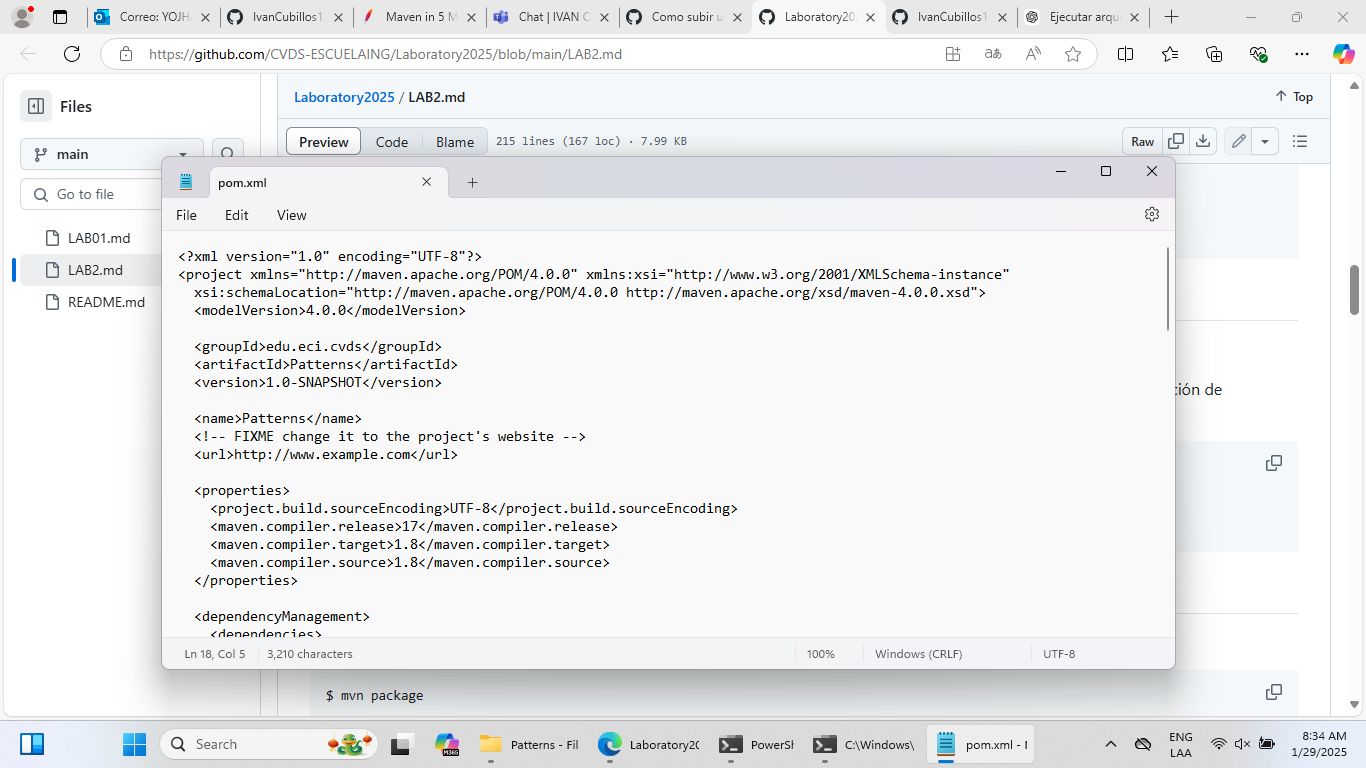 Correo: YOJHA
IvanCubillos1
Maven in 5 M
Chat | IVAN C
Como subir u
Laboratory20
IvanCubillos1
Ejecutar arqu
https://github.com/CVDS-ESCUELAING/Laboratory2025/blob/main/LAB2.md
Files
Laboratory2025 / LAB2.md
Top
main
Preview
Code
Blame
215 lines (167 loc) · 7.99 KB
Raw
Go to file
LAB01.md
LAB2.md
README.md
pom.xml
File
Edit
View
<?xml version="1.0" encoding="UTF-8"?>
<project xmlns="http://maven.apache.org/POM/4.0.0" xmlns:xsi="http://www.w3.org/2001/XMLSchema-instance"
xsi:schemaLocation="http://maven.apache.org/POM/4.0.0 http://maven.apache.org/xsd/maven-4.0.0.xsd">
<modelVersion>4.0.0</modelVersion>
<groupId>edu.eci.cvds</groupId>
<artifactId>Patterns</artifactId>
<version>1.0-SNAPSHOT</version>
<name>Patterns</name>
<!-- FIXME change it to the project's website -->
<url>http://www.example.com</url>
<properties>
<project.build.sourceEncoding>UTF-8</project.build.sourceEncoding>
<maven.compiler.release>17</maven.compiler.release>
<maven.compiler.target>1.8</maven.compiler.target>
<maven.compiler.source>1.8</maven.compiler.source>
</properties>
<dependencyManagement>
<dependencies>
Ln 18, Col 5
3,210 characters
100%
Windows (CRLF)
UTF-8
ción de
$ mvn package
Search
M365
Patterns - Fil
Laboratory20
PowerSh
C:\Windows\
pom.xml - N
ENG
LAA
8:34 AM
1/29/2025